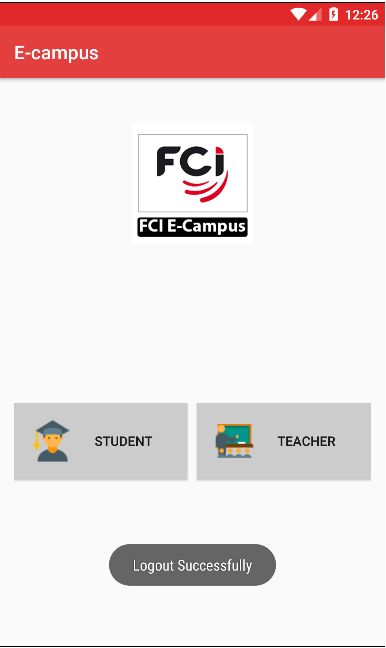 12:26
E-campus
FCi
FCI E-Campus
STUDENT
TEACHER
Logout Successfully